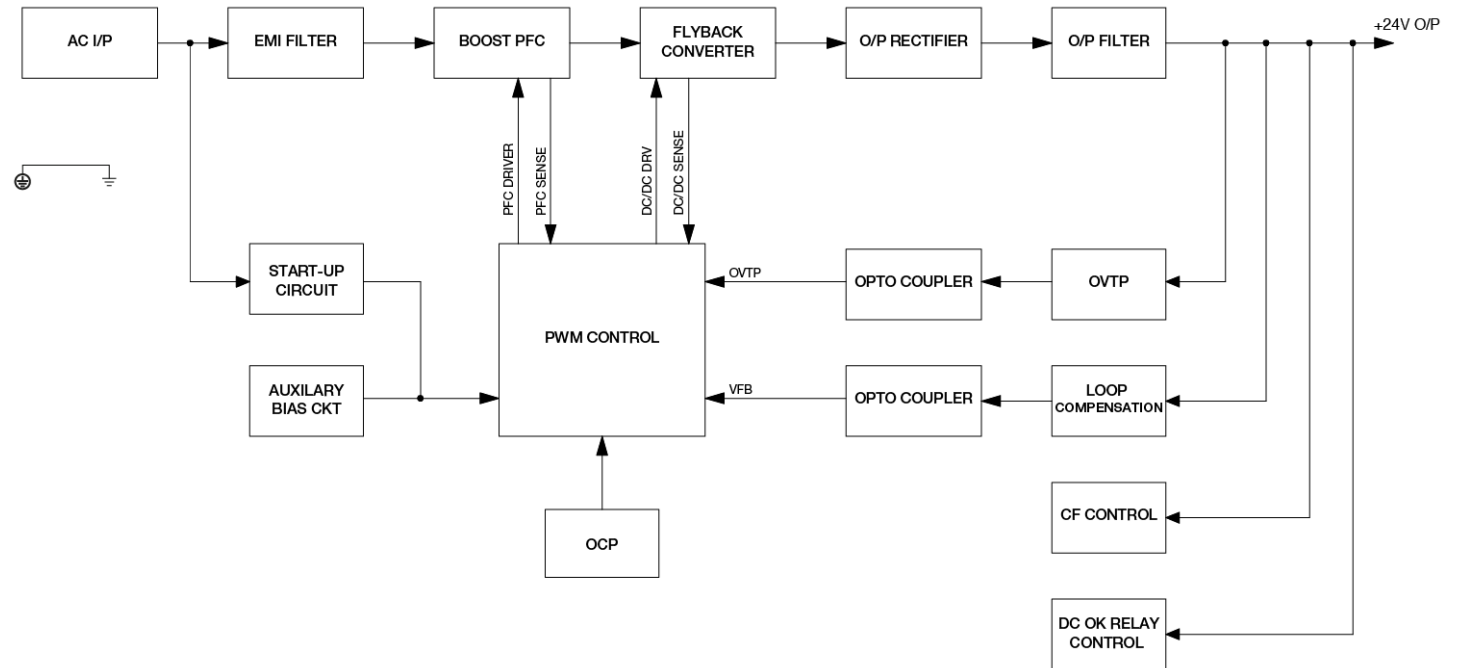 AC I/P
EMI FILTER
BOOST PFC
FLYBACK
CONVERTER
O/P RECTIFIER
O/P FILTER
+24V O/P
PFC DRIVER
PFC SENSE
DC/DC DRV
DC/DC SENSE
START-UP
CIRCUIT
PWM CONTROL
OVTP
OPTO COUPLER
OVTP
AUXILARY
BIAS CKT
VFB
OPTO COUPLER
LOOP
COMPENSATION
CF CONTROL
OCP
DC OK RELAY
CONTROL